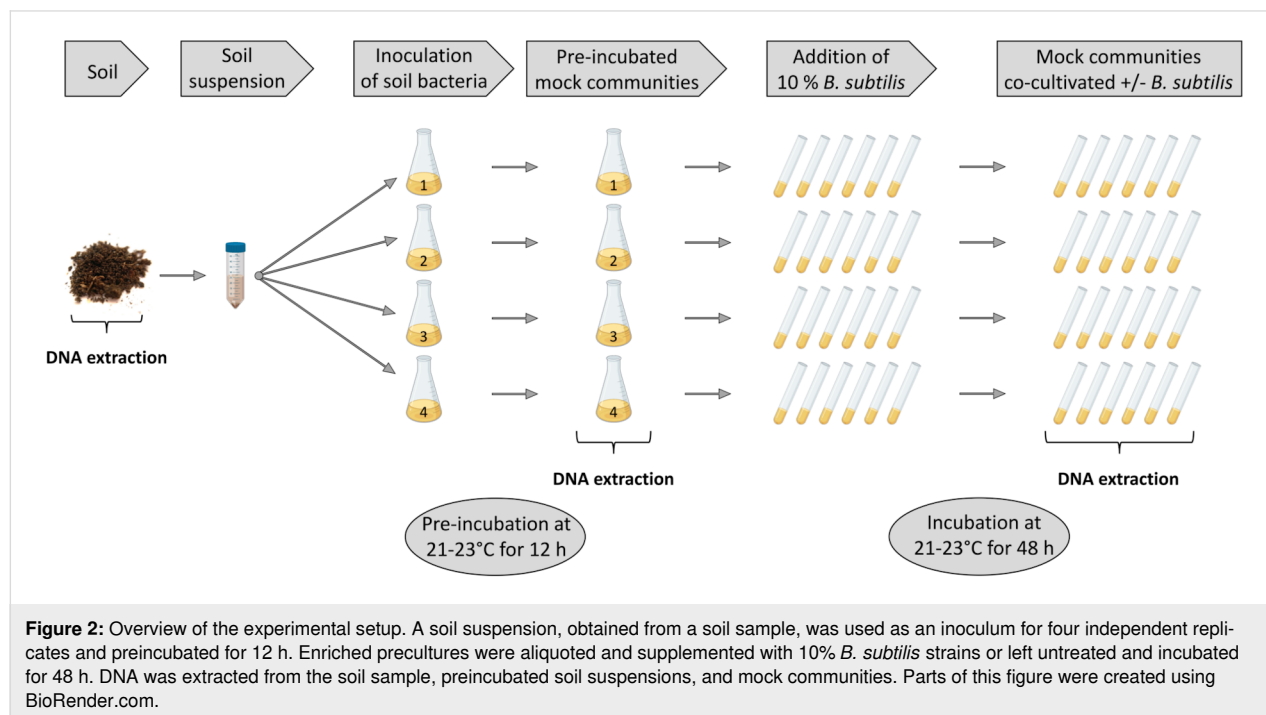 Soil
Soil
suspension
Inoculation
of soil bacteria
Pre-incubated
mock communities
Addition of
10 % B. subtilis
Mock communities
co-cultivated +/- B. subtilis
1
1
2
2
3
3
4
4
DNA extraction
DNA extraction
DNA extraction
Pre-incubation at
21-23°C for 12 h
Incubation at
21-23°C for 48 h
Figure 2: Overview of the experimental setup. A soil suspension, obtained from a soil sample, was used as an inoculum for four independent repli-
cates and preincubated for 12 h. Enriched precultures were aliquoted and supplemented with 10% B. subtilis strains or left untreated and incubated
for 48 h. DNA was extracted from the soil sample, preincubated soil suspensions, and mock communities. Parts of this figure were created using
BioRender.com.